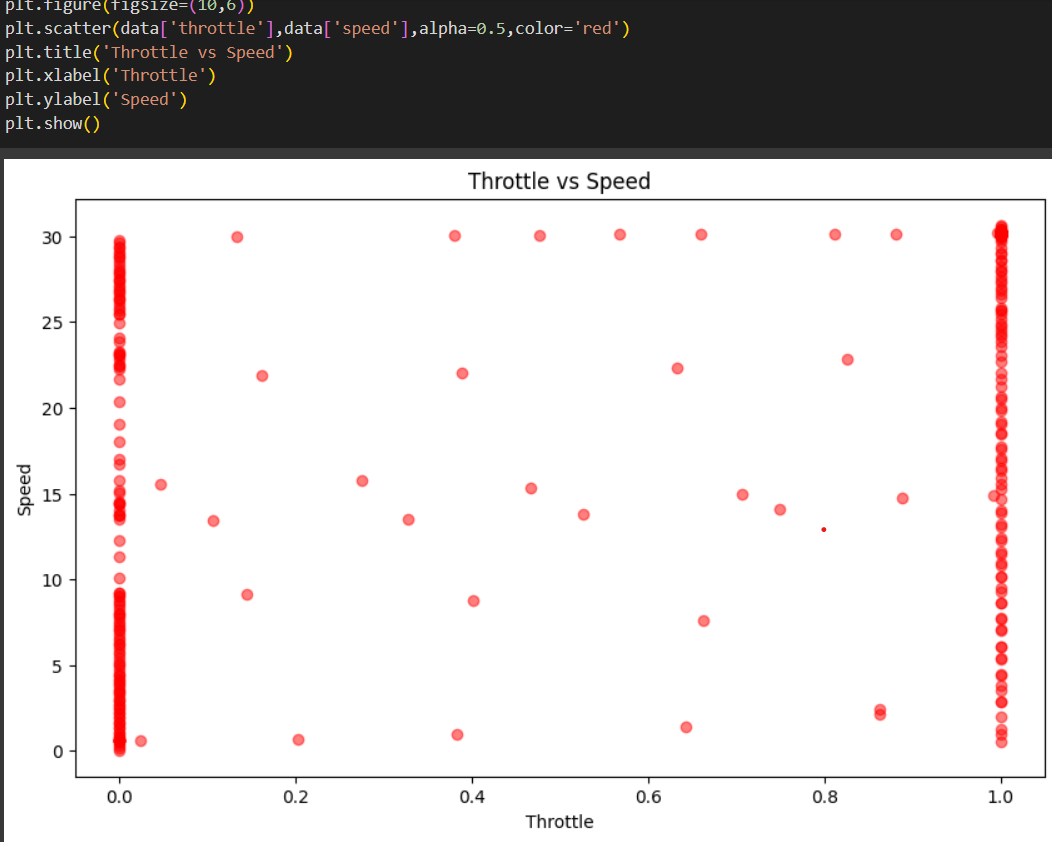 plt.figure(figsize=(10,6))
plt.scatter(data['throttle'],data['speed'],alpha=0.5,color='red')
plt.title('Throttle vs Speed')
plt.xlabel('Throttle')
plt.ylabel('Speed')
plt.show()
Throttle vs Speed
30
25
20
15
10
5
0
Speed
0.0 0.2 0.4 0.6 0.8 1.0
Throttle